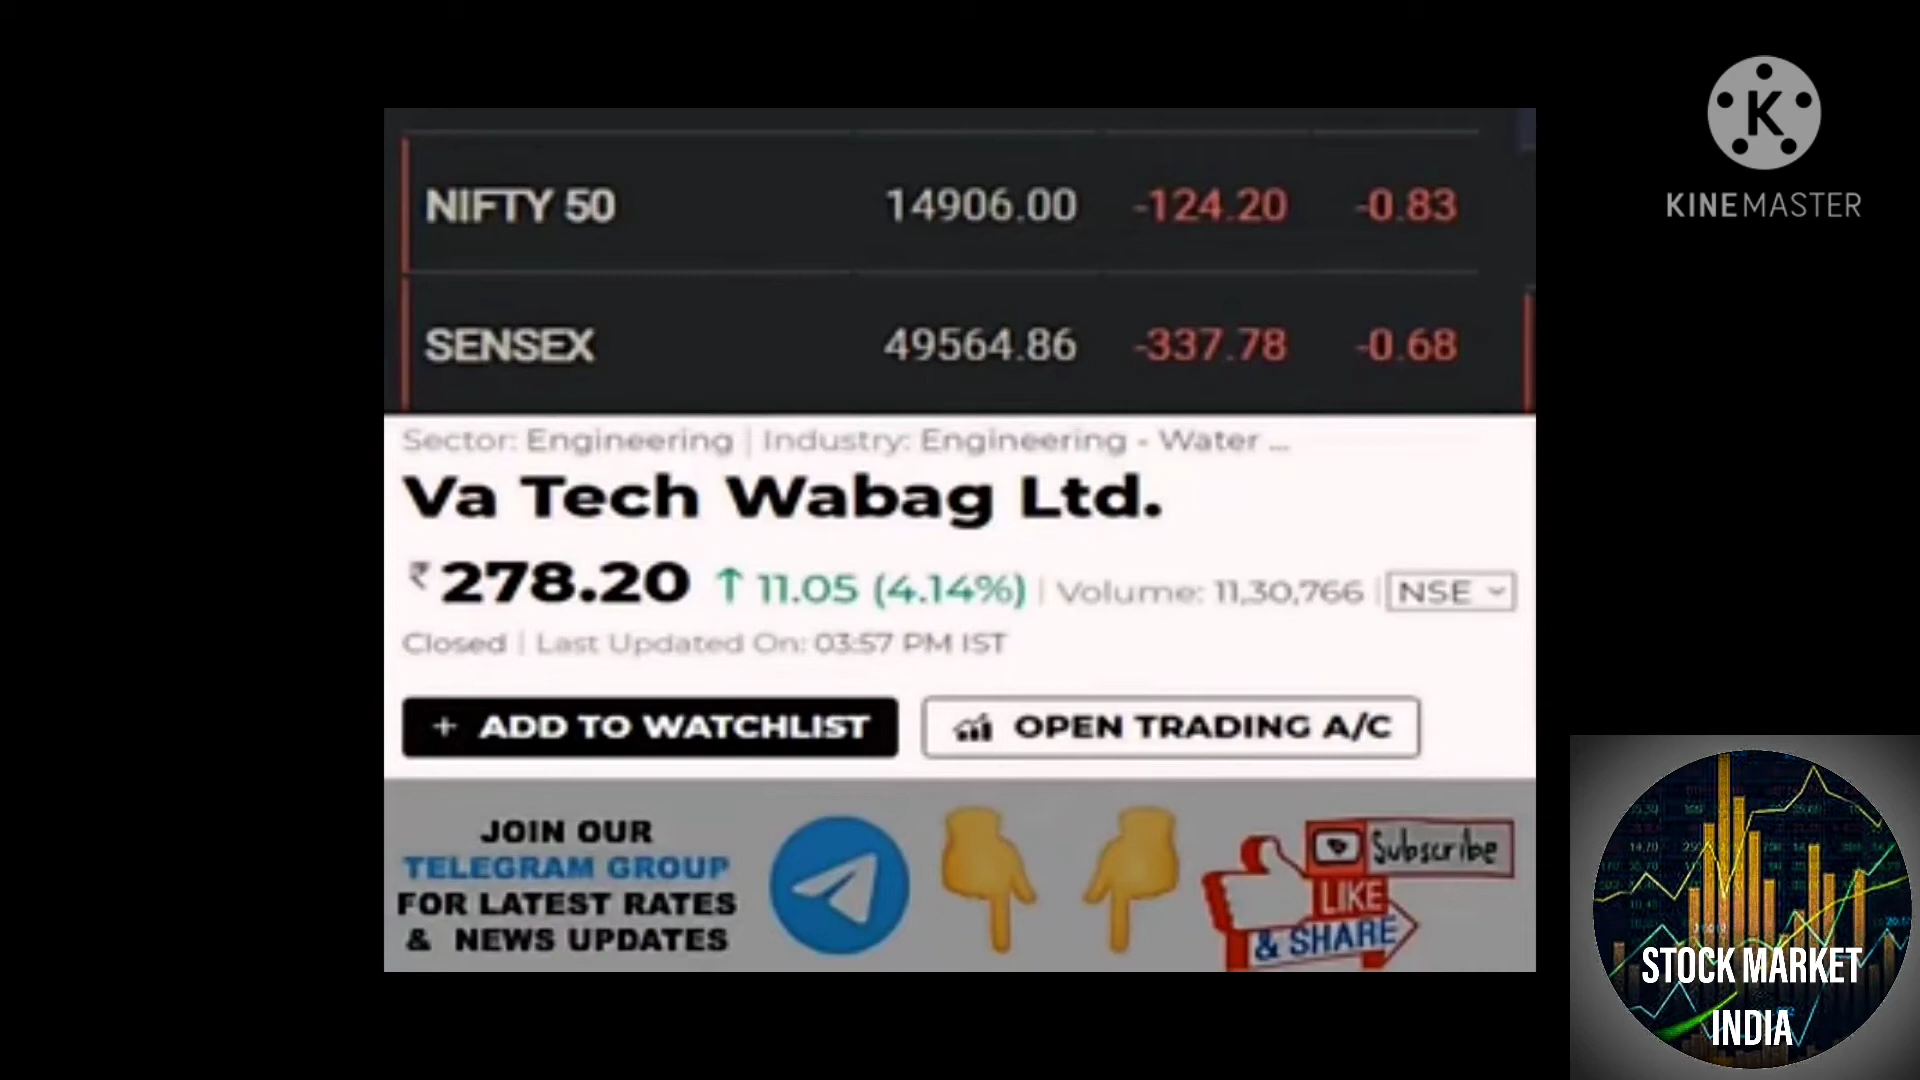 K
KINEMASTER
NIFTY 50 14906.00 -124.20 -0.83
SENSEX 49564.86 -337.78 -0.68
Sector: Engineering | Industry: Engineering - Water ...
Va Tech Wabag Ltd.
₹278.20 ↑ 11.05 (4.14%) | Volume: 11,30,766 | NSE
Closed | Last Updated On: 03:57 PM IST
+ ADD TO WATCHLIST OPEN TRADING A/C
JOIN OUR
TELEGRAM GROUP
FOR LATEST RATES
& NEWS UPDATES
Subscribe
LIKE
& SHARE
STOCK MARKET
INDIA